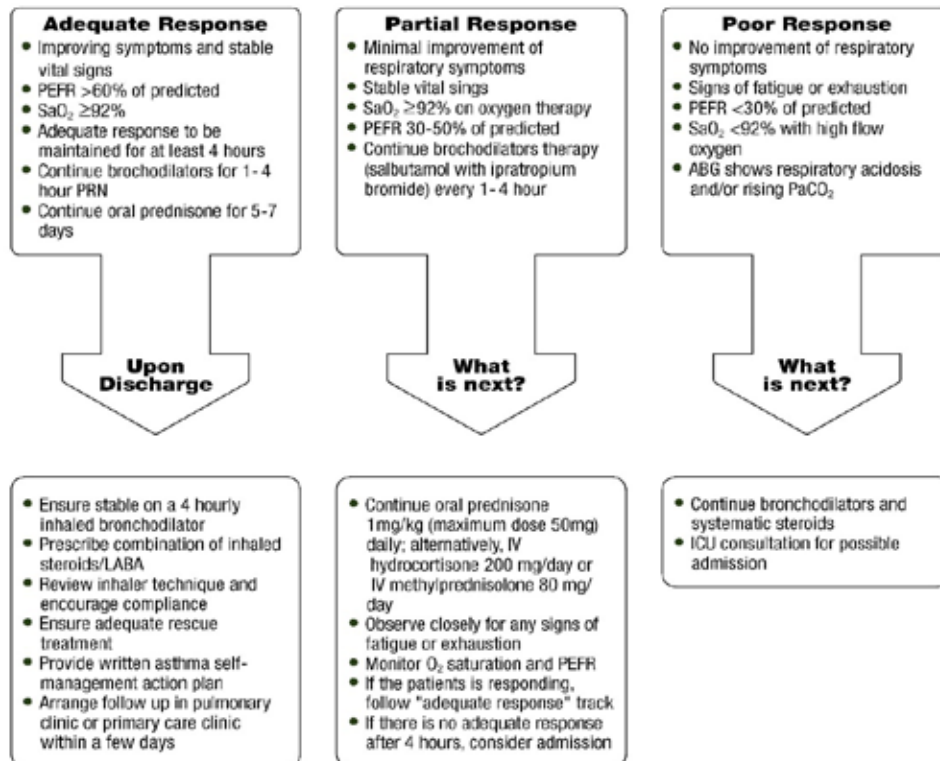 Adequate Response
• Improving symptoms and stable
vital signs
• PEFR >60% of predicted
• SaO₂ ≥92%
• Adequate response to be
maintained for at least 4 hours
• Continue brochodilators for 1-4
hour PRN
• Continue oral prednisone for 5-7
days
Upon
Discharge
• Ensure stable on a 4 hourly
inhaled bronchodilator
• Prescribe combination of inhaled
steroids/LABA
• Review inhaler technique and
encourage compliance
• Ensure adequate rescue
treatment
• Provide written asthma self-
management action plan
• Arrange follow up in pulmonary
clinic or primary care clinic
within a few days
Partial Response
• Minimal improvement of
respiratory symptoms
• Stable vital sings
• SaO₂ ≥92% on oxygen therapy
• PEFR 30-50% of predicted
• Continue brochodilators therapy
(salbutamol with ipratropium
bromide) every 1-4 hour
What
is next?
• Continue oral prednisone
1mg/kg (maximum dose 50mg)
daily; alternatively, IV
hydrocortisone 200 mg/day or
IV methylprednisolone 80 mg/
day
• Observe closely for any signs of
fatigue or exhaustion
• Monitor O₂ saturation and PEFR
• If the patients is responding,
follow "adequate response" track
• If there is no adequate response
after 4 hours, consider admission
Poor Response
• No improvement of respiratory
symptoms
• Signs of fatigue or exhaustion
• PEFR <30% of predicted
• SaO₂ <92% with high flow
oxygen
• ABG shows respiratory acidosis
and/or rising PaCO₂
What
is next?
• Continue bronchodilators and
systematic steroids
• ICU consultation for possible
admission